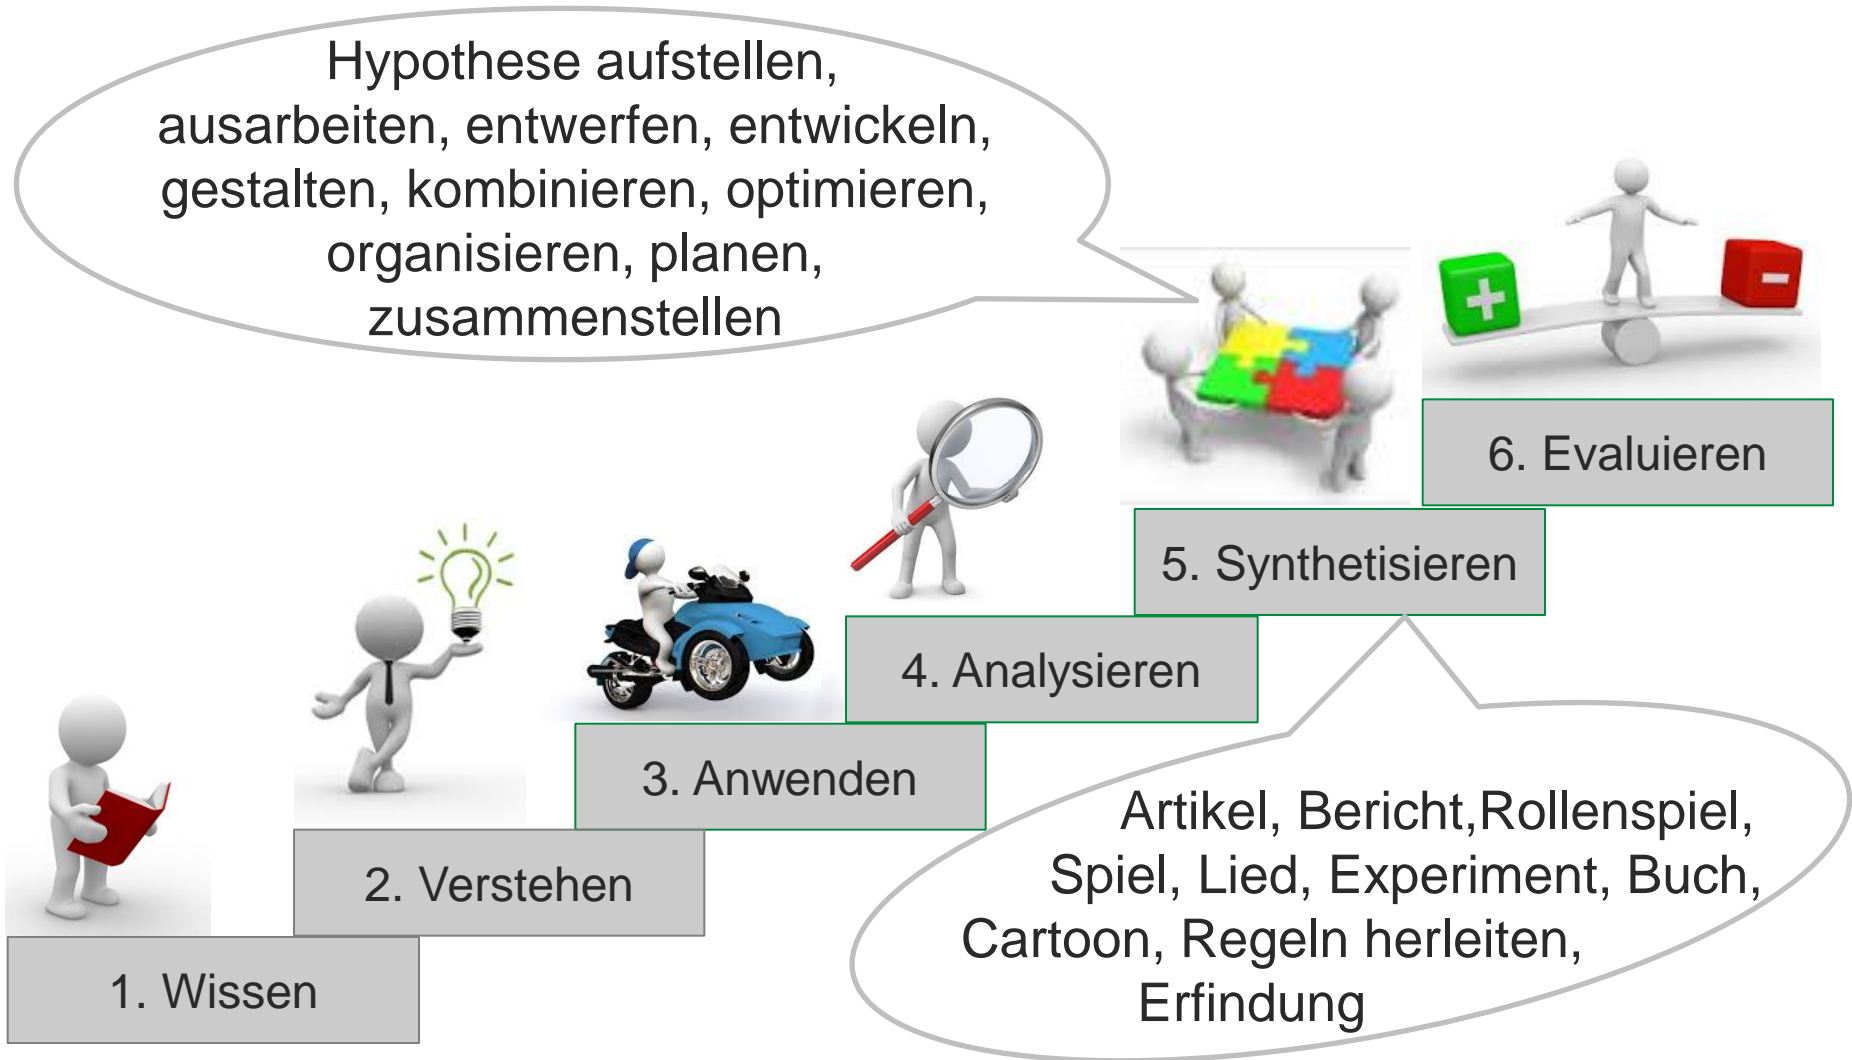 Hypothese aufstellen,
ausarbeiten, entwerfen, entwickeln,
gestalten, kombinieren, optimieren,
organisieren, planen,
zusammenstellen
6. Evaluieren
5. Synthetisieren
4. Analysieren
3. Anwenden
2. Verstehen
1. Wissen
Artikel, Bericht,Rollenspiel,
Spiel, Lied, Experiment, Buch,
Cartoon, Regeln herleiten,
Erfindung